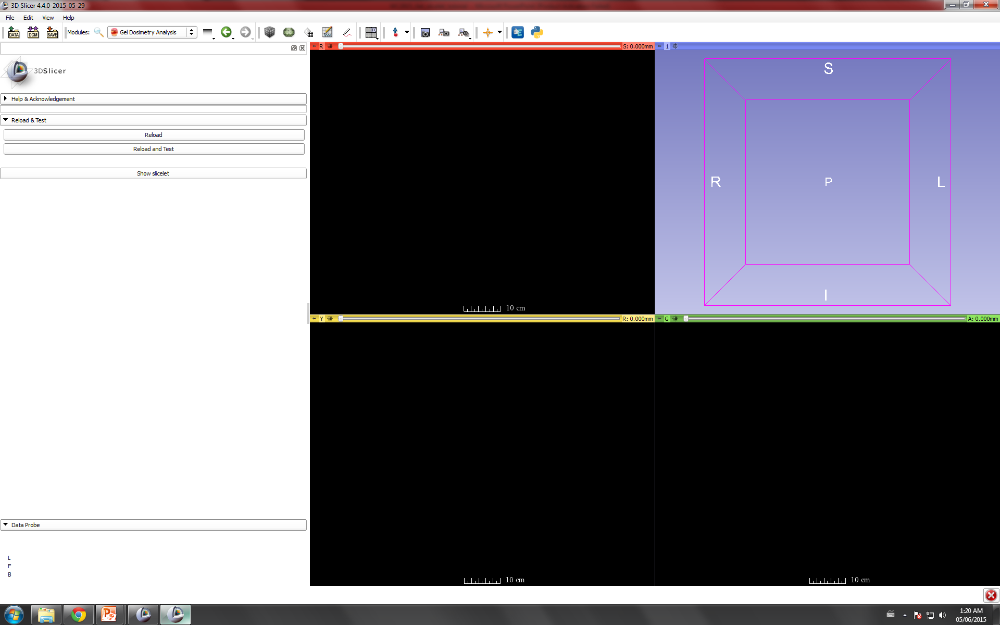 3D Slicer 4.4.0-2015-05-29
File Edit View Help
DATA DCM SAVE Modules: Gel Dosimetry Analysis
R S: 0.000mm
1
3DSlicer
Help & Acknowledgement
Reload & Test
Reload
Reload and Test
Show slicelet
S
R P L
I
10 cm
Y R: 0.000mm
G A: 0.000mm
Data Probe
L
F
B
10 cm
10 cm
1:20 AM
05/06/2015